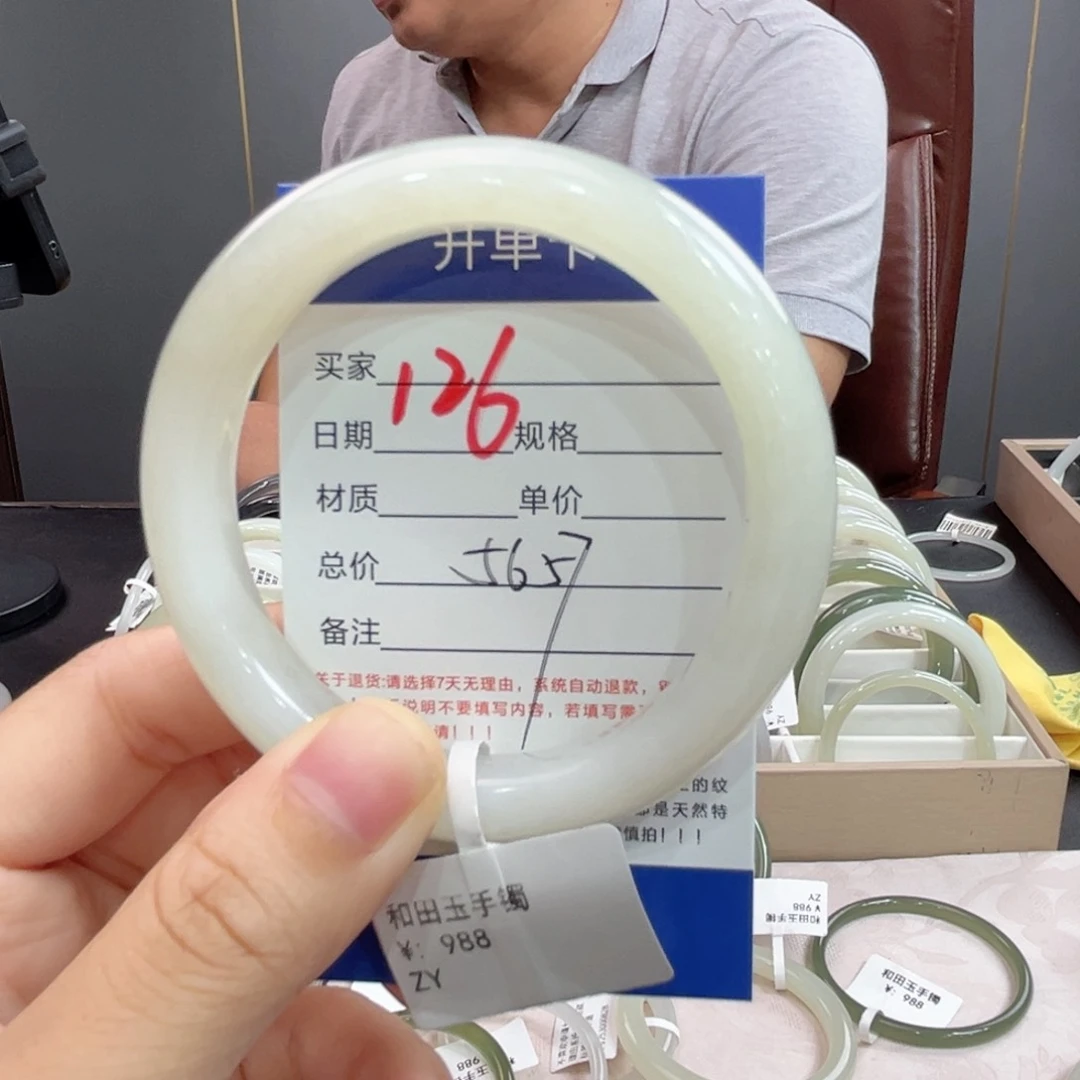 开单卡
买家 126
日期 规格
材质 单价
总价 5657
备注
关于退货:请选择7天无理由，系统自动退款，
说明不要填写内容，若填写需
请！！！
的纹
即是天然特
慎拍！！！
和田玉手镯
¥: 988
ZY
和田玉手镯
¥ 988
ZY
和田玉手镯
¥: 988
988